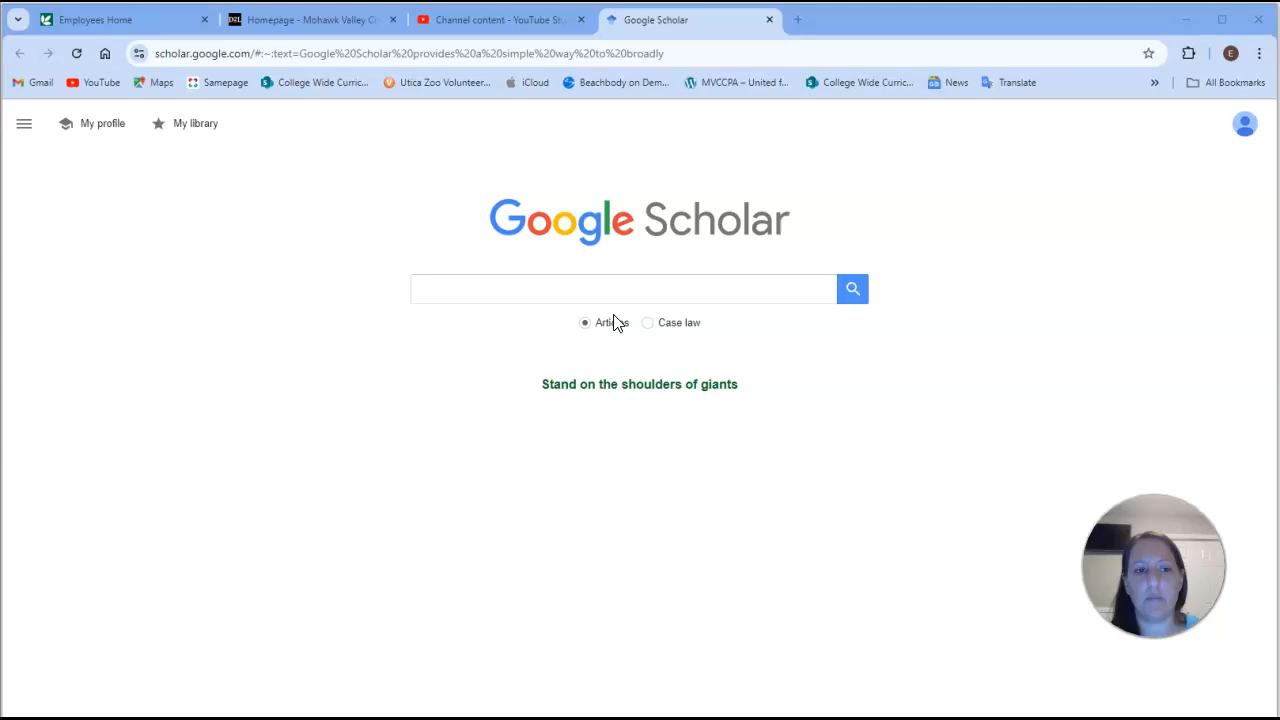 Employees Home
D2L Homepage - Mohawk Valley C
Channel content - YouTube Stu
Google Scholar
scholar.google.com/#:~:text=Google%20Scholar%20provides%20a%20simple%20way%20to%20broadly
E
Gmail YouTube Maps Samepage College Wide Curric... Utica Zoo Volunteer... iCloud Beachbody on Dem... MVCCPA – United f... College Wide Curric... News Translate » All Bookmarks
My profile My library
Google Scholar
Articles Case law
Stand on the shoulders of giants